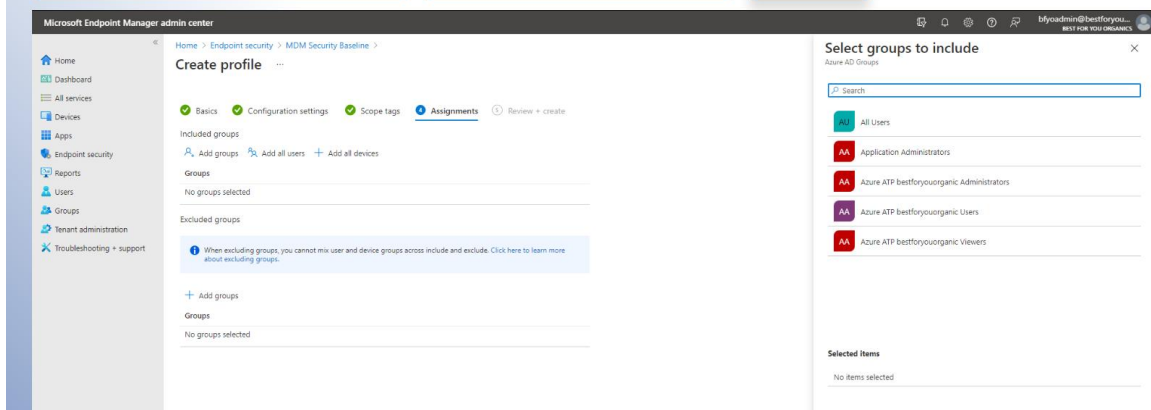 Microsoft Endpoint Manager admin center
bfyoadmin@bestforyou...
BEST FOR YOU ORGANICS
«
Home
Dashboard
All services
Devices
Apps
Endpoint security
Reports
Users
Groups
Tenant administration
Troubleshooting + support
Home > Endpoint security > MDM Security Baseline >
Create profile ...
Basics Configuration settings Scope tags 4 Assignments 5 Review + create
Included groups
Add groups Add all users + Add all devices
Groups
No groups selected
Excluded groups
When excluding groups, you cannot mix user and device groups across include and exclude. Click here to learn more
about excluding groups.
+ Add groups
Groups
No groups selected
Select groups to include
Azure AD Groups
Search
AU All Users
AA Application Administrators
AA Azure ATP bestforyouorganic Administrators
AA Azure ATP bestforyouorganic Users
AA Azure ATP bestforyouorganic Viewers
Selected items
No items selected